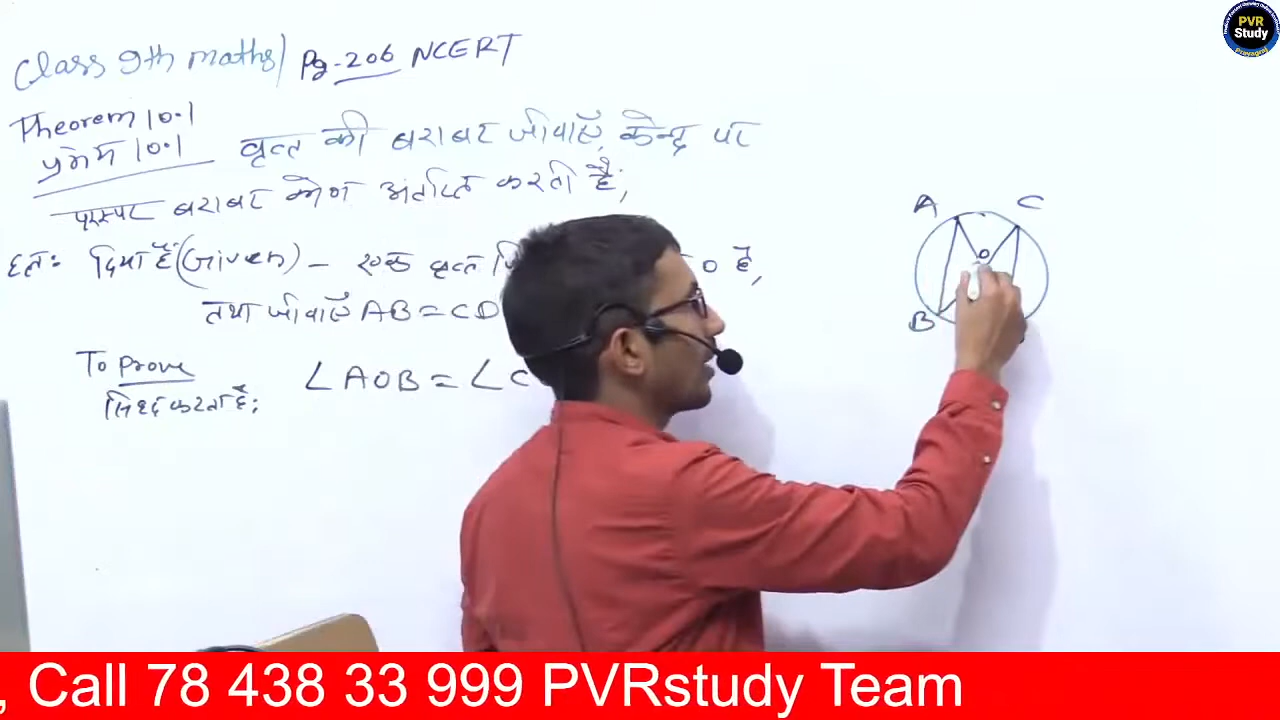 Class 9th maths/ Pg-206 NCERT
Theorem 10.1
प्रमेय 10.1 वृत्त की बराबर जीवाएँ, केन्द्र पर
परस्पर बराबर कोण अंतरित करती है;
हल: दिया है (Given) - एक वृत्त O है,
तथा जीवाएँ AB = CD
To Prove ∠AOB = ∠C
सिद्ध करना है;
A C
O
B
PVR
Study
Prayagraj
, Call 78 438 33 999 PVRstudy Team